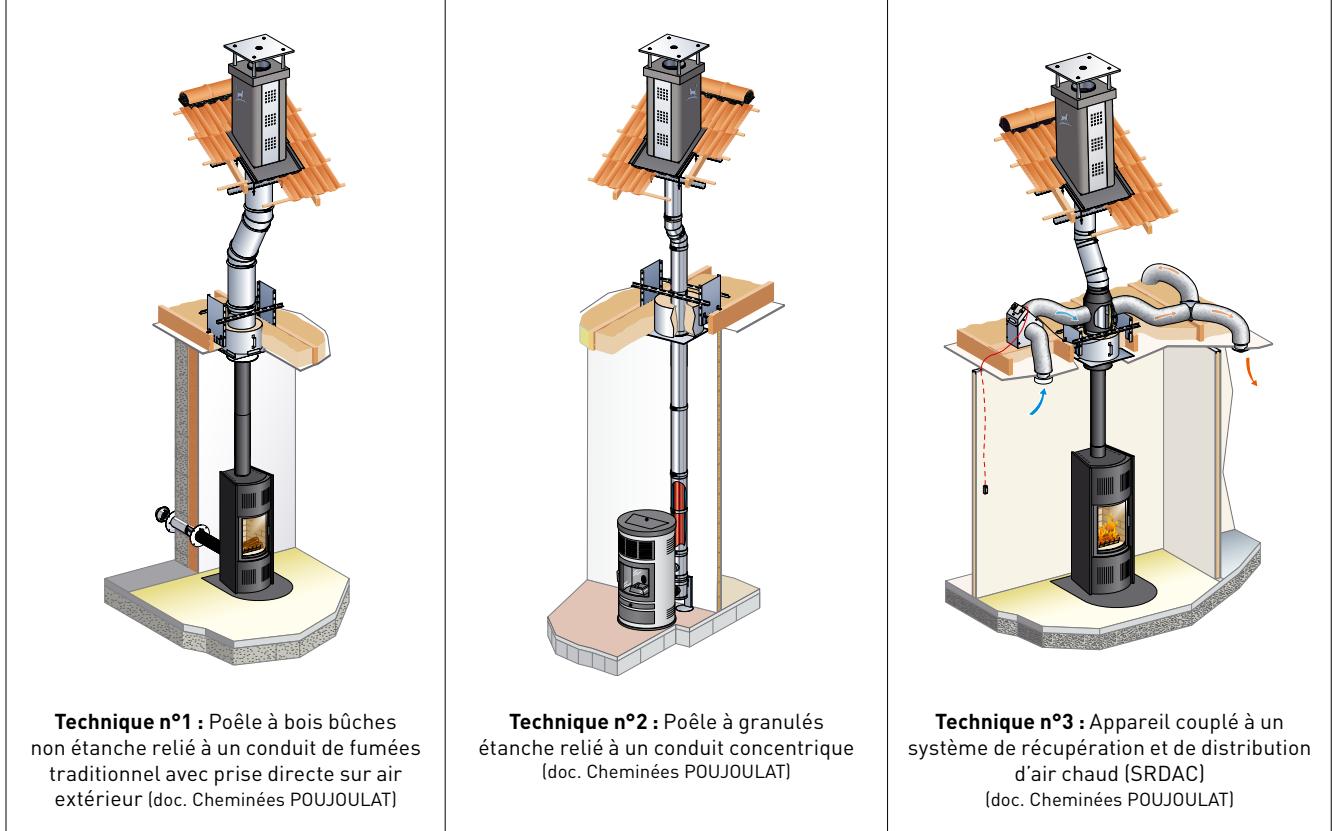 Technique n°1 : Poêle à bois bûches
non étanche relié à un conduit de fumées
traditionnel avec prise directe sur air
extérieur (doc. Cheminées POUJOULAT)
Technique n°2 : Poêle à granulés
étanche relié à un conduit concentrique
(doc. Cheminées POUJOULAT)
Technique n°3 : Appareil couplé à un
système de récupération et de distribution
d’air chaud (SRDAC)
(doc. Cheminées POUJOULAT)